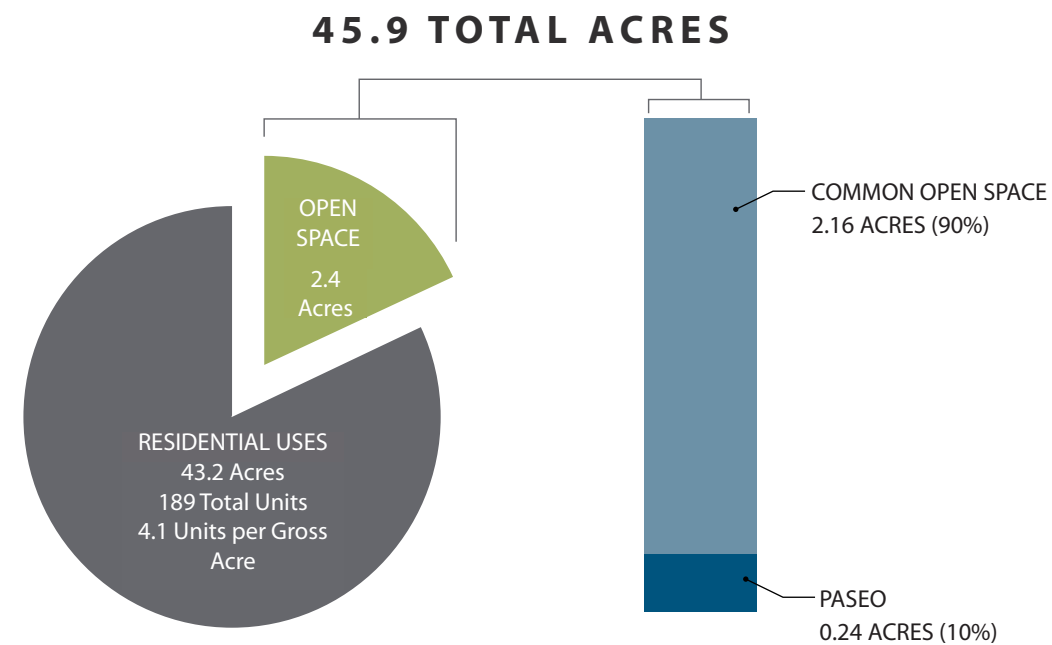 45.9 TOTAL ACRES
OPEN
SPACE
2.4
Acres
RESIDENTIAL USES
43.2 Acres
189 Total Units
4.1 Units per Gross
Acre
COMMON OPEN SPACE
2.16 ACRES (90%)
PASEO
0.24 ACRES (10%)